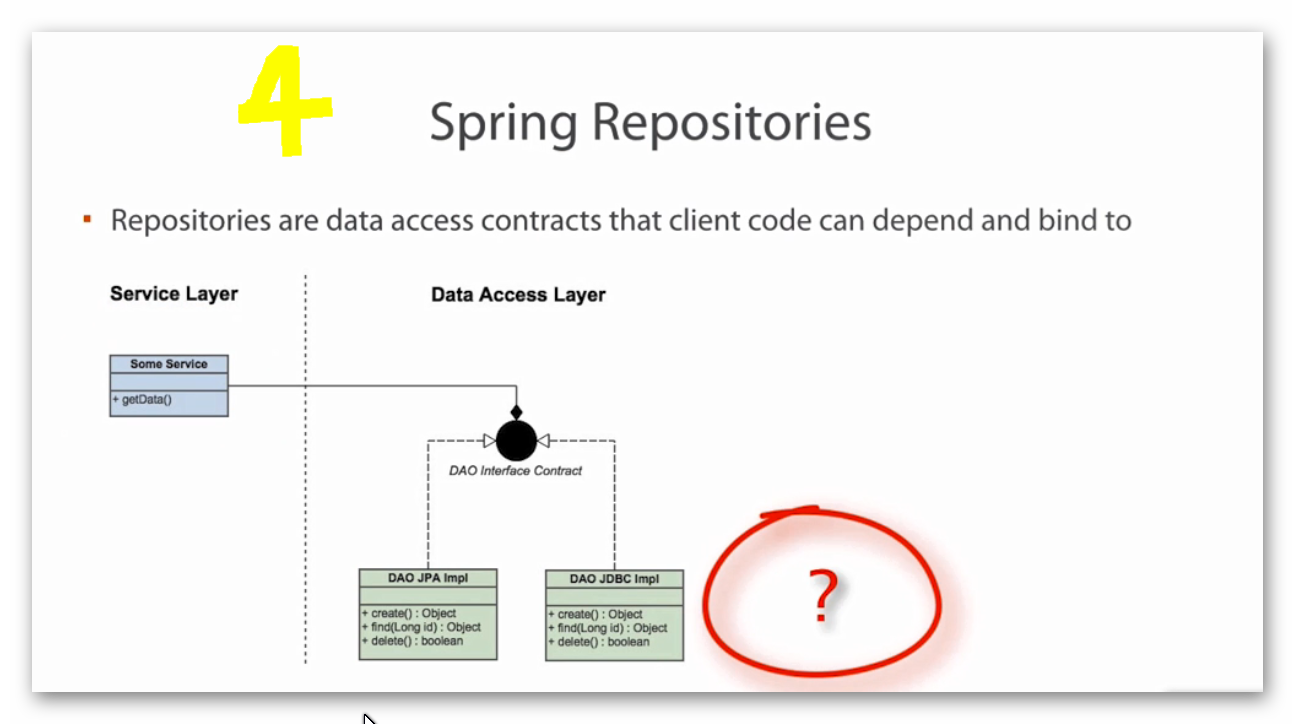 4
Spring Repositories
▪ Repositories are data access contracts that client code can depend and bind to
Service Layer
Data Access Layer
Some Service
+ getData()
DAO Interface Contract
DAO JPA Impl
+ create() : Object
+ find(Long id) : Object
+ delete() : boolean
DAO JDBC Impl
+ create() : Object
+ find(Long id) : Object
+ delete() : boolean
?